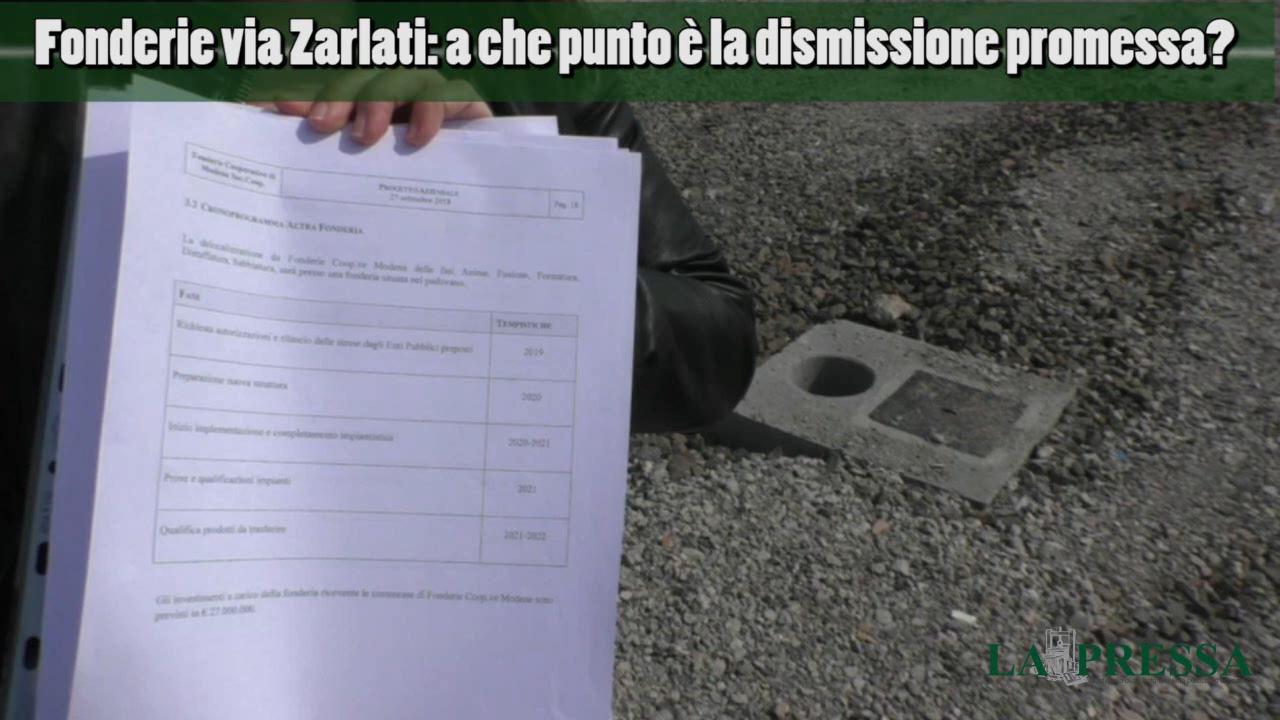 Fonderie via Zarlati: a che punto è la dismissione promessa?
Fonderie Cooperative di
Modena Soc.Coop.
PROGETTO AZIENDALE
27 settembre 2018
Pag. 18
3.2 CRONOPROGRAMMA ALTRA FONDERIA
La delocalizzazione da Fonderie Coop.ve Modena delle fasi Anime, Fusione, Formatura,
Distaffatura, Sabbiatura, sarà presso una fonderia situata nel padovano.
FASE
TEMPISTICHE
Richiesta autorizzazioni e rilascio delle stesse dagli Enti Pubblici preposti
2019
Preparazione nuova struttura
2020
Inizio implementazione e completamento impiantistica
2020-2021
Prove e qualificazioni impianti
2021
Qualifica prodotti da trasferire
2021-2022
Gli investimenti a carico della fonderia ricevente le commesse di Fonderie Coop.ve Modena sono
previsti in € 27.000.000.
LA PRESSA